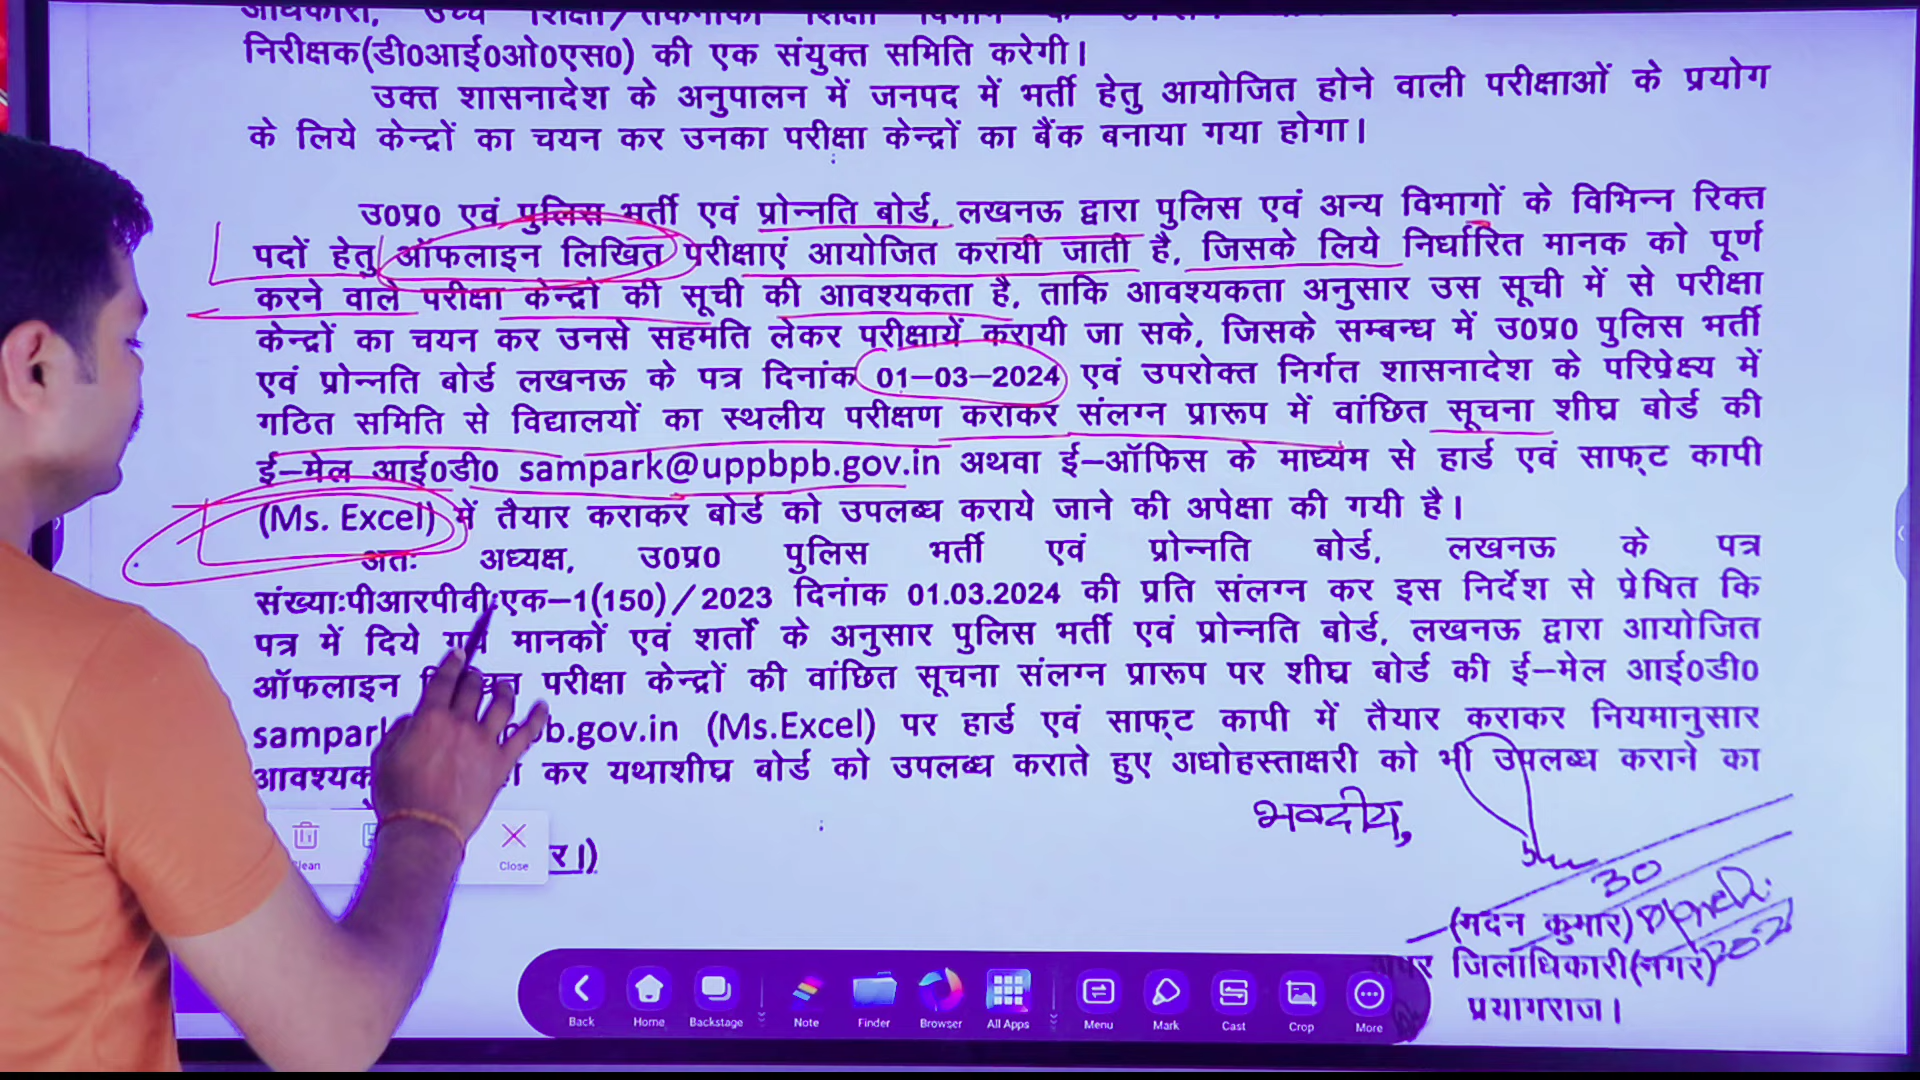 निरीक्षक(डी0आई0ओ0एस0) की एक संयुक्त समिति करेगी।
उक्त शासनादेश के अनुपालन में जनपद में भर्ती हेतु आयोजित होने वाली परीक्षाओं के प्रयोग
के लिये केन्द्रों का चयन कर उनका परीक्षा केन्द्रों का बैंक बनाया गया होगा।
उ0प्र0 एवं पुलिस भर्ती एवं प्रोन्नति बोर्ड, लखनऊ द्वारा पुलिस एवं अन्य विभागों के विभिन्न रिक्त
पदों हेतु ऑफलाइन लिखित परीक्षाएं आयोजित करायी जाती है, जिसके लिये निर्धारित मानक को पूर्ण
करने वाले परीक्षा केन्द्रो की सूची की आवश्यकता है, ताकि आवश्यकता अनुसार उस सूची में से परीक्षा
केन्द्रों का चयन कर उनसे सहमति लेकर परीक्षायें करायी जा सके, जिसके सम्बन्ध में उ0प्र0 पुलिस भर्ती
एवं प्रोन्नति बोर्ड लखनऊ के पत्र दिनांक 01-03-2024 एवं उपरोक्त निर्गत शासनादेश के परिप्रेक्ष्य में
गठित समिति से विद्यालयों का स्थलीय परीक्षण कराकर संलग्न प्रारूप में वांछित सूचना शीघ्र बोर्ड की
ई-मेल आई0डी0 sampark@uppbpb.gov.in अथवा ई-ऑफिस के माध्यम से हार्ड एवं साफ्ट कापी
(Ms. Excel) में तैयार कराकर बोर्ड को उपलब्ध कराये जाने की अपेक्षा की गयी है।
अतः अध्यक्ष, उ0प्र0 पुलिस भर्ती एवं प्रोन्नति बोर्ड, लखनऊ के पत्र
संख्याःपीआरपीवीःएक-1(150)/2023 दिनांक 01.03.2024 की प्रति संलग्न कर इस निर्देश से प्रेषित कि
पत्र में दिये मानकों एवं शर्तों के अनुसार पुलिस भर्ती एवं प्रोन्नति बोर्ड, लखनऊ द्वारा आयोजित
ऑफलाइन परीक्षा केन्द्रों की वांछित सूचना संलग्न प्रारूप पर शीघ्र बोर्ड की ई-मेल आई0डी0
.gov.in (Ms.Excel) पर हार्ड एवं साफ्ट कापी में तैयार कराकर नियमानुसार
कर यथाशीघ्र बोर्ड को उपलब्ध कराते हुए अधोहस्ताक्षरी को भी उपलब्ध कराने का
भवदीय,
Close
30
(मदन कुमार)
जिलाधिकारी(नगर)
प्रयागराज।
Back Home Backstage Note Finder Browser All Apps Menu Mark Cast Crop More